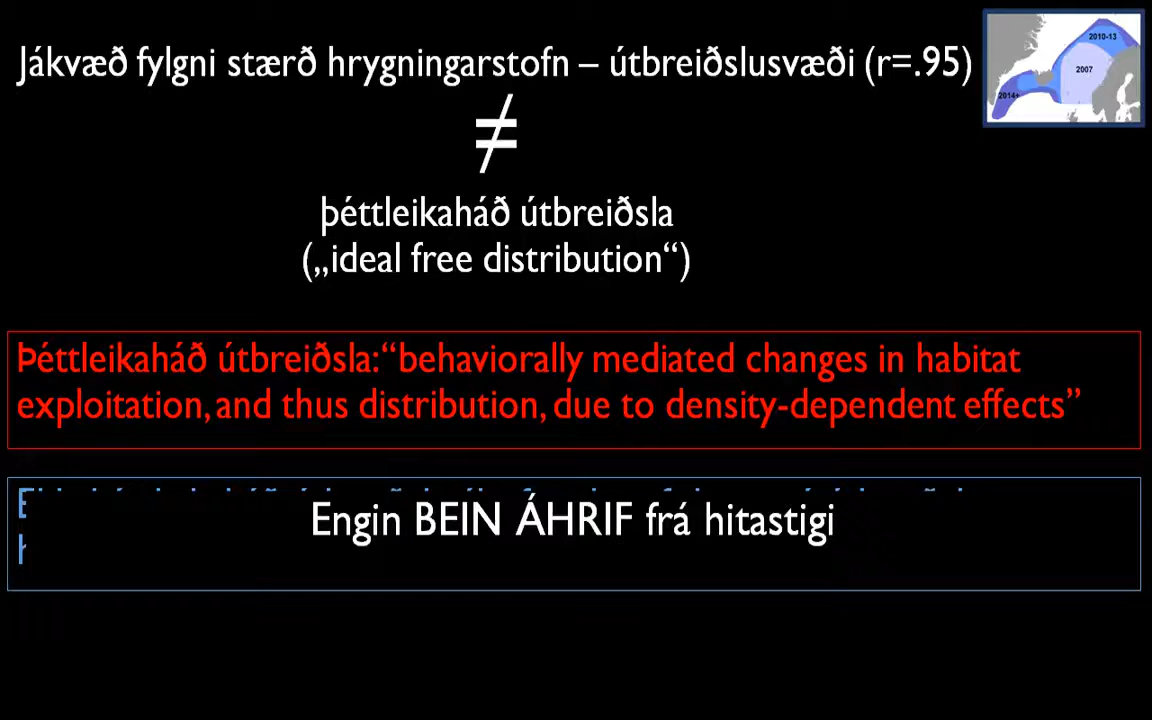 Jákvæð fylgni stærð hrygningarstofn – útbreiðslusvæði (r=.95)
2010-13
2007
2014+
≠
þéttleikaháð útbreiðsla
(„ideal free distribution“)
Þéttleikaháð útbreiðsla: “behaviorally mediated changes in habitat
exploitation, and thus distribution, due to density-dependent effects”
Engin BEIN ÁHRIF frá hitastigi